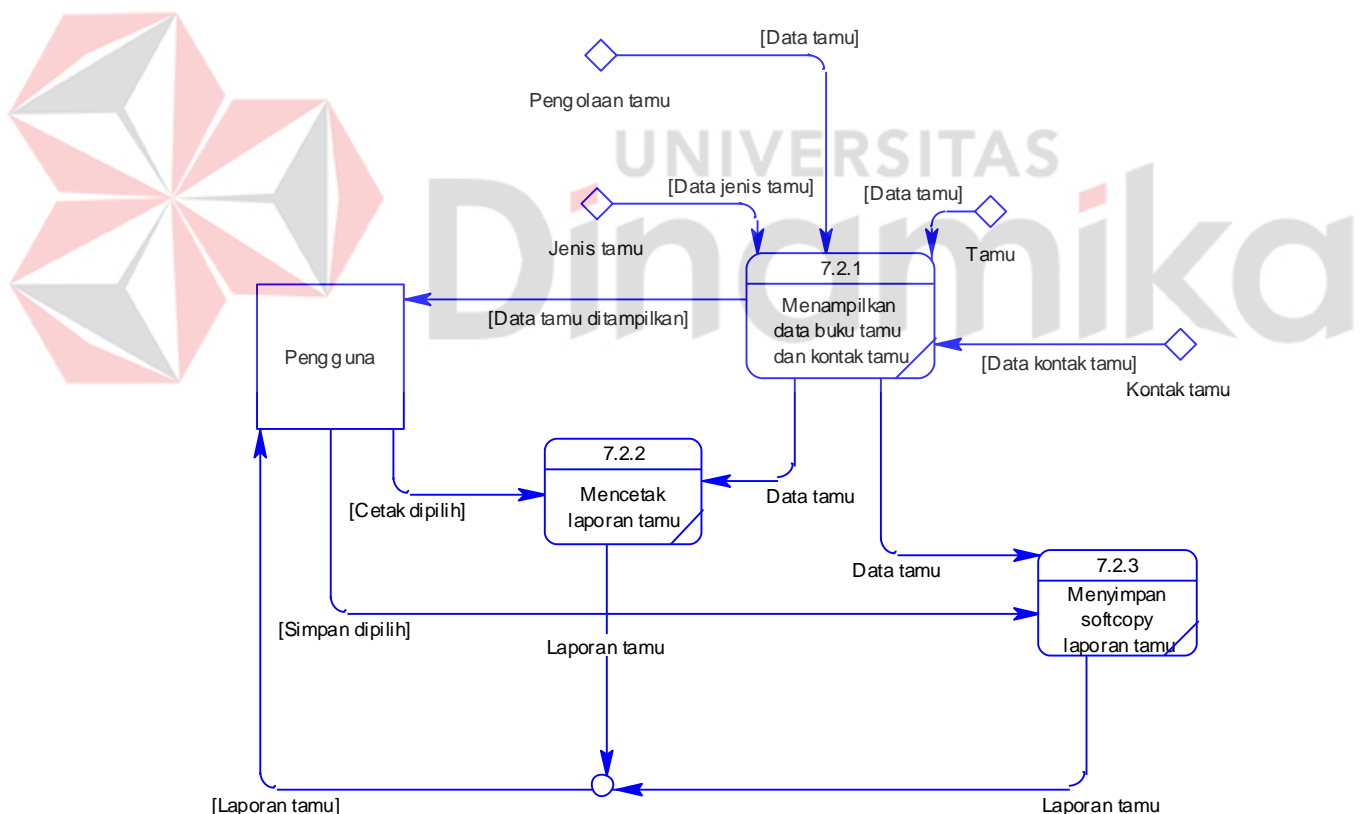 [Data tamu]
Pengolaan tamu
UNIVERSITAS
Dinamika
[Data jenis tamu]
[Data tamu]
Jenis tamu
Tamu
7.2.1
Menampilkan
data buku tamu
dan kontak tamu
[Data tamu ditampilkan]
Pengguna
[Data kontak tamu]
Kontak tamu
7.2.2
Mencetak
laporan tamu
[Cetak dipilih]
Data tamu
Data tamu
7.2.3
Menyimpan
softcopy
laporan tamu
[Simpan dipilih]
Laporan tamu
[Laporan tamu]
Laporan tamu